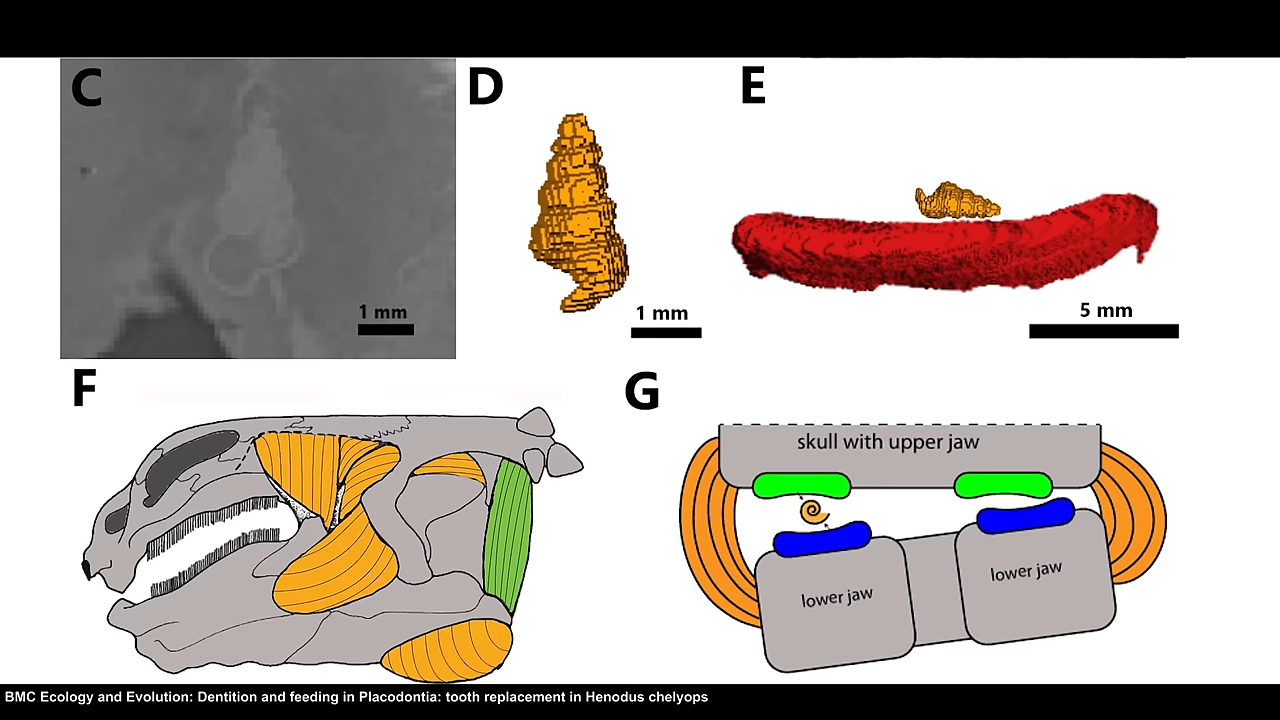 C
D
E
1 mm
1 mm
5 mm
F
G
skull with upper jaw
lower jaw
lower jaw
BMC Ecology and Evolution: Dentition and feeding in Placodontia: tooth replacement in Henodus chelyops